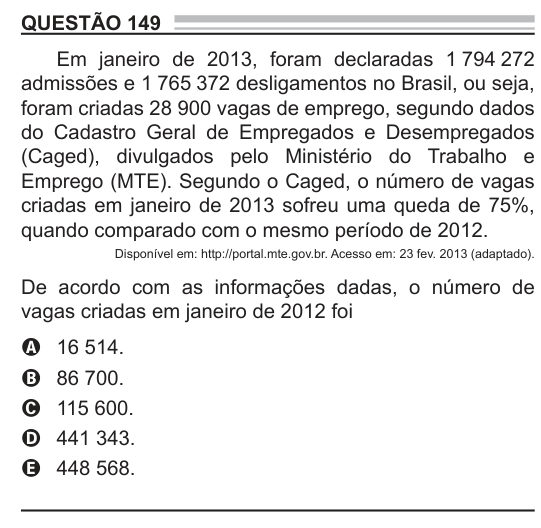 QUESTÃO 149
Em janeiro de 2013, foram declaradas 1 794 272
admissões e 1 765 372 desligamentos no Brasil, ou seja,
foram criadas 28 900 vagas de emprego, segundo dados
do Cadastro Geral de Empregados e Desempregados
(Caged), divulgados pelo Ministério do Trabalho e
Emprego (MTE). Segundo o Caged, o número de vagas
criadas em janeiro de 2013 sofreu uma queda de 75%,
quando comparado com o mesmo período de 2012.
Disponível em: http://portal.mte.gov.br. Acesso em: 23 fev. 2013 (adaptado).
De acordo com as informações dadas, o número de
vagas criadas em janeiro de 2012 foi
A 16 514.
B 86 700.
C 115 600.
D 441 343.
E 448 568.